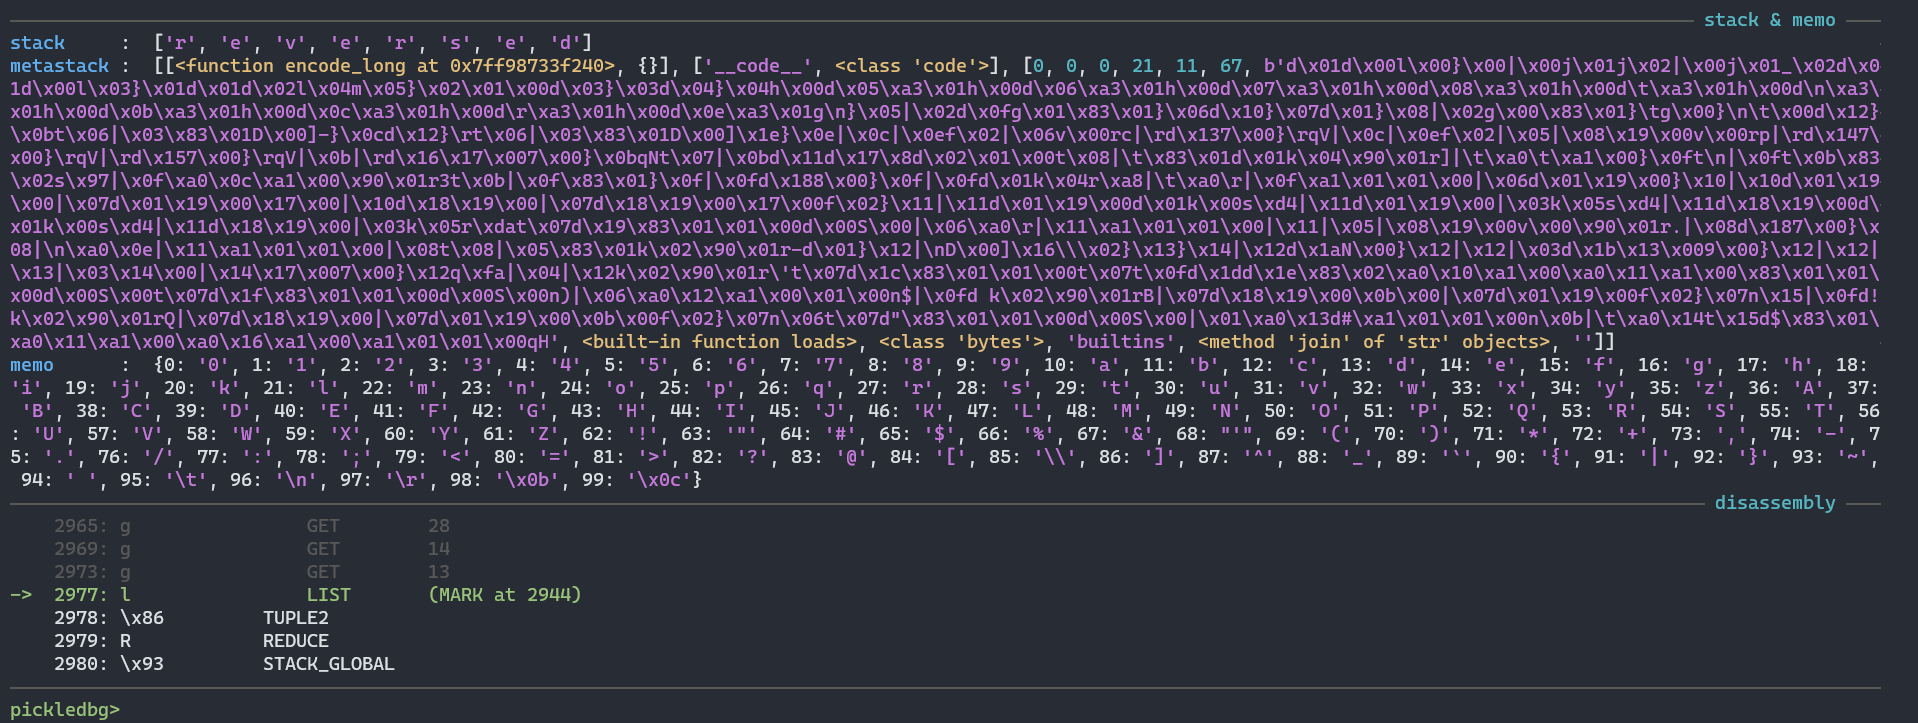 stack & memo
stack     :  ['r', 'e', 'v', 'e', 'r', 's', 'e', 'd']
metastack :  [[<function encode_long at 0x7ff98733f240>, {}], ['__code__', <class 'code'>], [0, 0, 0, 21, 11, 67, b'd\x01d\x00l\x00}\x00|\x00j\x01j\x02|\x00j\x01_\x02d\x0
1d\x00l\x03}\x01d\x01d\x02l\x04m\x05}\x02\x01\x00d\x03}\x03d\x04}\x04h\x00d\x05\xa3\x01h\x00d\x06\xa3\x01h\x00d\x07\xa3\x01h\x00d\x08\xa3\x01h\x00d\t\xa3\x01h\x00d\n\xa3\
x01h\x00d\x0b\xa3\x01h\x00d\x0c\xa3\x01h\x00d\r\xa3\x01h\x00d\x0e\xa3\x01g\n}\x05|\x02d\x0fg\x01\x83\x01}\x06d\x10}\x07d\x01}\x08|\x02g\x00\x83\x01}\tg\x00}\n\t\x00d\x12}
\x0bt\x06|\x03\x83\x01D\x00]-}\x0cd\x12}\rt\x06|\x03\x83\x01D\x00]\x1e}\x0e|\x0c|\x0ef\x02|\x06v\x00rc|\rd\x137\x00}\rqV|\x0c|\x0ef\x02|\x05|\x08\x19\x00v\x00rp|\rd\x147\
x00}\rqV|\rd\x157\x00}\rqV|\x0b|\rd\x16\x17\x007\x00}\x0bqNt\x07|\x0bd\x11d\x17\x8d\x02\x01\x00t\x08|\t\x83\x01d\x01k\x04\x90\x01r]|\t\xa0\t\xa1\x00}\x0ft\n|\x0ft\x0b\x83
\x02s\x97|\x0f\xa0\x0c\xa1\x00\x90\x01r3t\x0b|\x0f\x83\x01}\x0f|\x0fd\x188\x00}\x0f|\x0fd\x01k\x04r\xa8|\t\xa0\r|\x0f\xa1\x01\x01\x00|\x06d\x01\x19\x00}\x10|\x10d\x01\x19
\x00|\x07d\x01\x19\x00\x17\x00|\x10d\x18\x19\x00|\x07d\x18\x19\x00\x17\x00f\x02}\x11|\x11d\x01\x19\x00d\x01k\x00s\xd4|\x11d\x01\x19\x00|\x03k\x05s\xd4|\x11d\x18\x19\x00d\
x01k\x00s\xd4|\x11d\x18\x19\x00|\x03k\x05r\xdat\x07d\x19\x83\x01\x01\x00d\x00S\x00|\x06\xa0\r|\x11\xa1\x01\x01\x00|\x11|\x05|\x08\x19\x00v\x00\x90\x01r.|\x08d\x187\x00}\x
08|\n\xa0\x0e|\x11\xa1\x01\x01\x00|\x08t\x08|\x05\x83\x01k\x02\x90\x01r-d\x01}\x12|\nD\x00]\x16\\\x02}\x13}\x14|\x12d\x1aN\x00}\x12|\x12|\x03d\x1b\x13\x009\x00}\x12|\x12|
\x13|\x03\x14\x00|\x14\x17\x007\x00}\x12q\xfa|\x04|\x12k\x02\x90\x01r\'t\x07d\x1c\x83\x01\x01\x00t\x07t\x0fd\x1dd\x1e\x83\x02\xa0\x10\xa1\x00\xa0\x11\xa1\x00\x83\x01\x01\
x00d\x00S\x00t\x07d\x1f\x83\x01\x01\x00d\x00S\x00n)|\x06\xa0\x12\xa1\x00\x01\x00n$|\x0fd k\x02\x90\x01rB|\x07d\x18\x19\x00\x0b\x00|\x07d\x01\x19\x00f\x02}\x07n\x15|\x0fd!
k\x02\x90\x01rQ|\x07d\x18\x19\x00|\x07d\x01\x19\x00\x0b\x00f\x02}\x07n\x06t\x07d"\x83\x01\x01\x00d\x00S\x00|\x01\xa0\x13d#\xa1\x01\x01\x00n\x0b|\t\xa0\x14t\x15d$\x83\x01\
xa0\x11\xa1\x00\xa0\x16\xa1\x00\xa1\x01\x01\x00qH', <built-in function loads>, <class 'bytes'>, 'builtins', <method 'join' of 'str' objects>, '']]
memo      :  {0: '0', 1: '1', 2: '2', 3: '3', 4: '4', 5: '5', 6: '6', 7: '7', 8: '8', 9: '9', 10: 'a', 11: 'b', 12: 'c', 13: 'd', 14: 'e', 15: 'f', 16: 'g', 17: 'h', 18:
'i', 19: 'j', 20: 'k', 21: 'l', 22: 'm', 23: 'n', 24: 'o', 25: 'p', 26: 'q', 27: 'r', 28: 's', 29: 't', 30: 'u', 31: 'v', 32: 'w', 33: 'x', 34: 'y', 35: 'z', 36: 'A', 37:
 'B', 38: 'C', 39: 'D', 40: 'E', 41: 'F', 42: 'G', 43: 'H', 44: 'I', 45: 'J', 46: 'K', 47: 'L', 48: 'M', 49: 'N', 50: 'O', 51: 'P', 52: 'Q', 53: 'R', 54: 'S', 55: 'T', 56
: 'U', 57: 'V', 58: 'W', 59: 'X', 60: 'Y', 61: 'Z', 62: '!', 63: '"', 64: '#', 65: '$', 66: '%', 67: '&', 68: "'", 69: '(', 70: ')', 71: '*', 72: '+', 73: ',', 74: '-', 7
5: '.', 76: '/', 77: ':', 78: ';', 79: '<', 80: '=', 81: '>', 82: '?', 83: '@', 84: '[', 85: '\\', 86: ']', 87: '^', 88: '_', 89: '`', 90: '{', 91: '|', 92: '}', 93: '~',
 94: ' ', 95: '\t', 96: '\n', 97: '\r', 98: '\x0b', 99: '\x0c'}
disassembly
2965: g                GET        28
2969: g                GET        14
2973: g                GET        13
->  2977: l                LIST       (MARK at 2944)
2978: \x86         TUPLE2
2979: R            REDUCE
2980: \x93         STACK_GLOBAL
pickledbg>